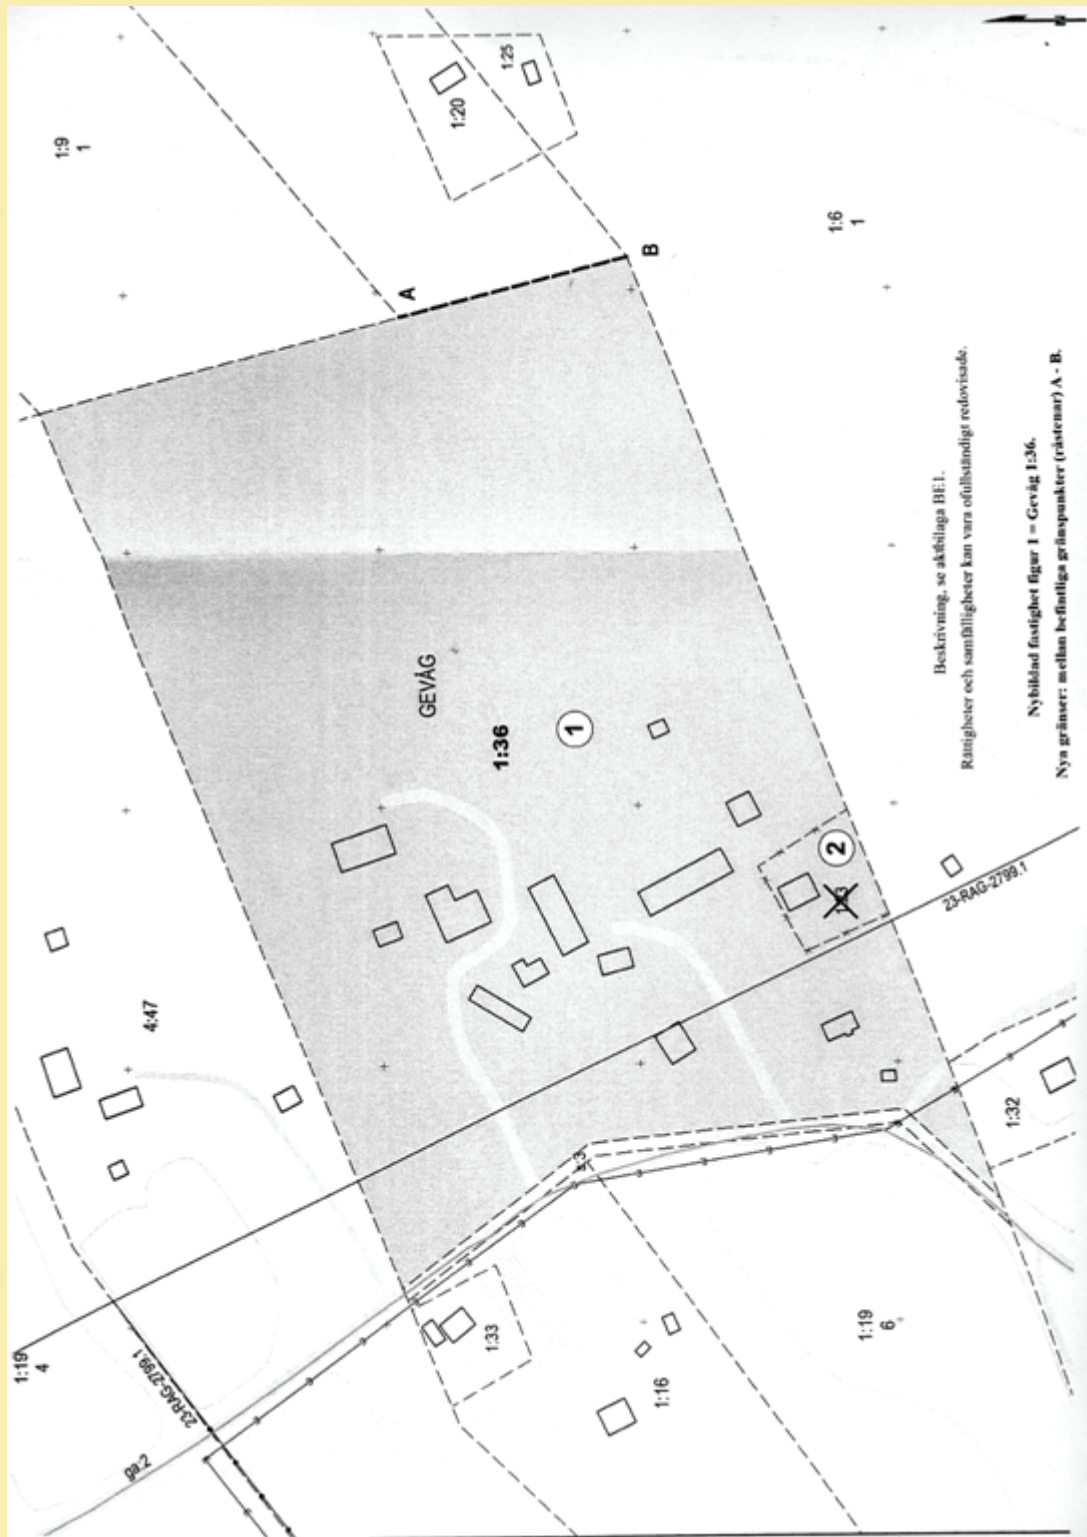 N
1:9
1
1:20
1:25
A
B
1:6
1
GEVÅG
1:36
1
2
4:47
23-RAG-2799.1
1:32
s:3
1:33
1:16
1:19
6
1:19
4
23-RAG-2799.1
ga:2
Beskrivning, se aktbilaga BE1.
Rättigheter och samfälligheter kan vara ofullständigt redovisade.
Nybildad fastighet figur 1 = Gevåg 1:36.
Nya gränser: mellan befintliga gränspunkter (råstenar) A - B.